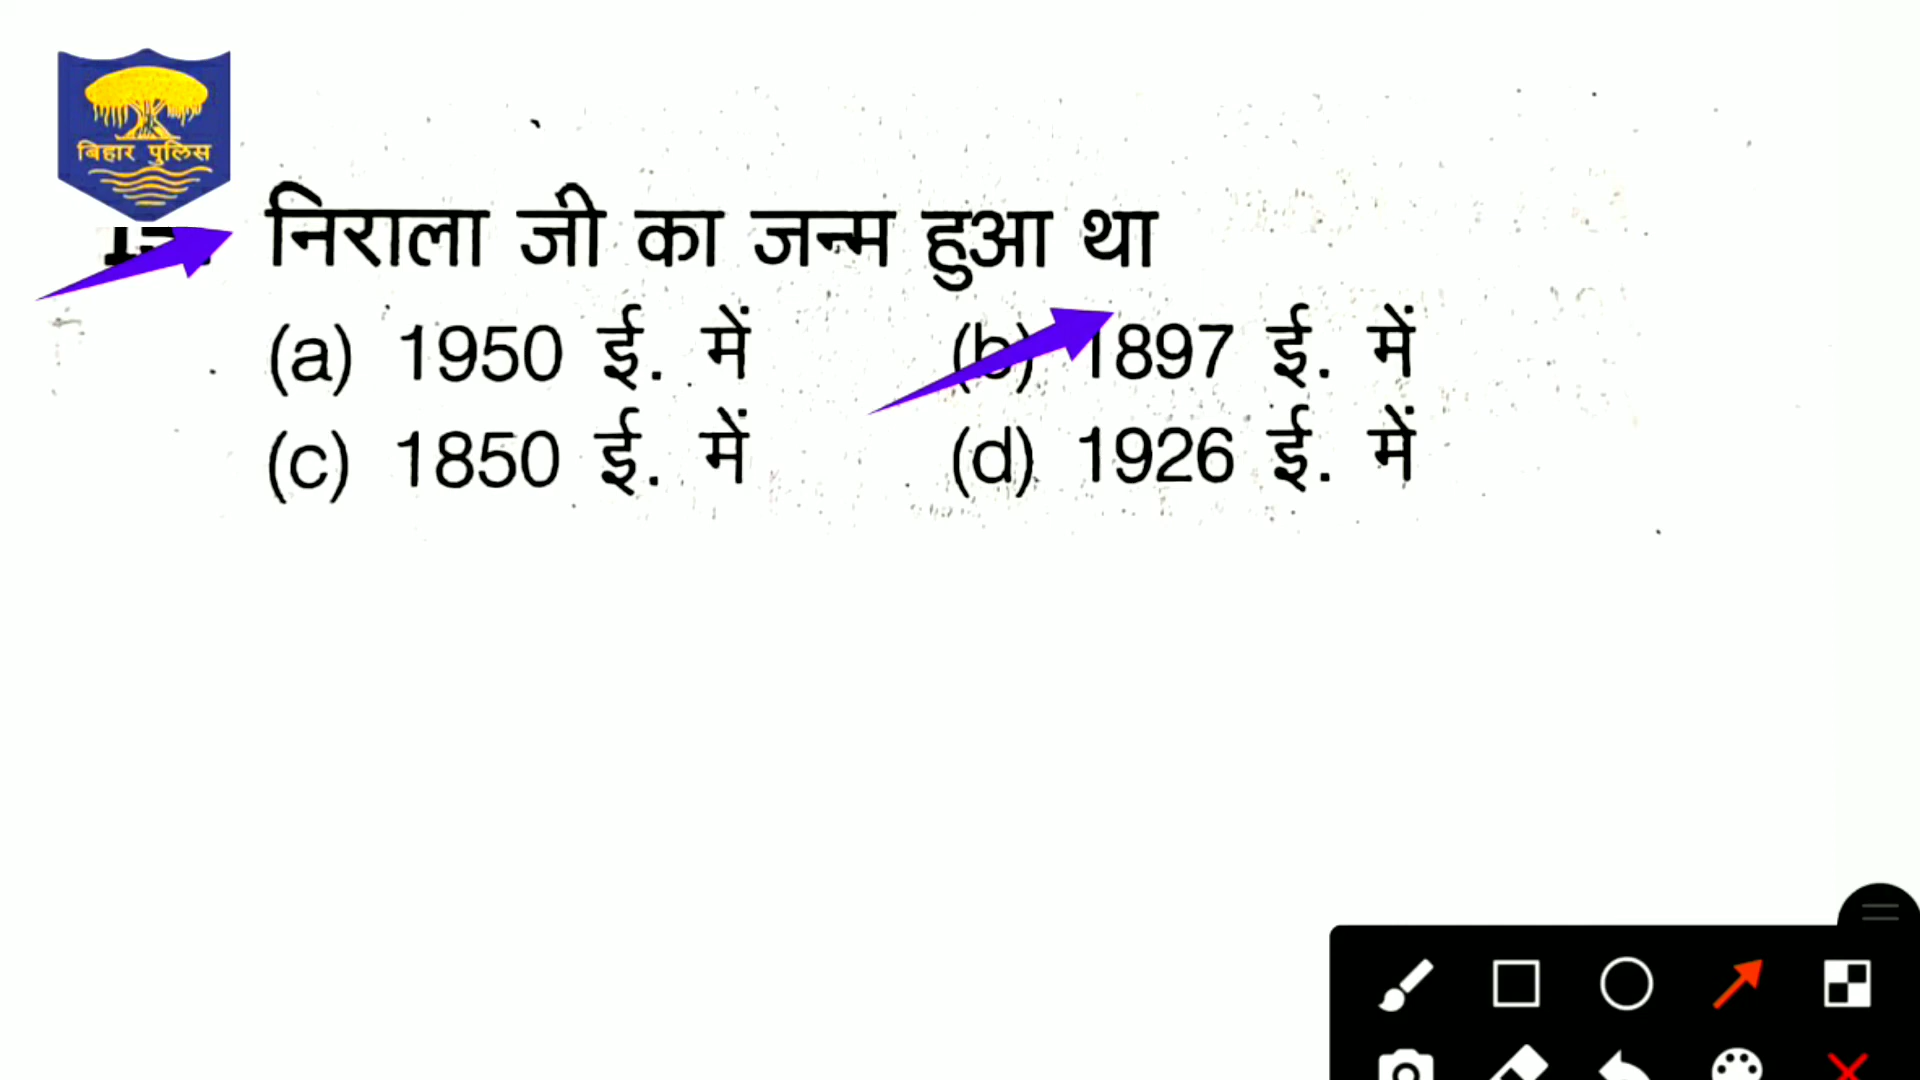 बिहार पुलिस
निराला जी का जन्म हुआ था
(a) 1950 ई. में (b) 1897 ई. में
(c) 1850 ई. में (d) 1926 ई. में